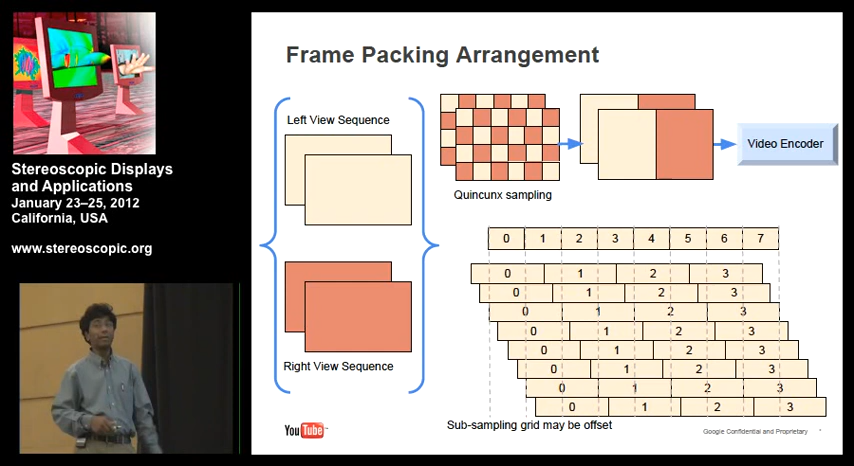 Stereoscopic Displays
and Applications
January 23–25, 2012
California, USA
www.stereoscopic.org
Frame Packing Arrangement
Left View Sequence
Right View Sequence
Quincunx sampling
Video Encoder
0 1 2 3 4 5 6 7
0 1 2 3
0 1 2 3
0 1 2 3
0 1 2 3
0 1 2 3
0 1 2 3
0 1 2 3
0 1 2 3
Sub-sampling grid may be offset
YouTube
Google Confidential and Proprietary